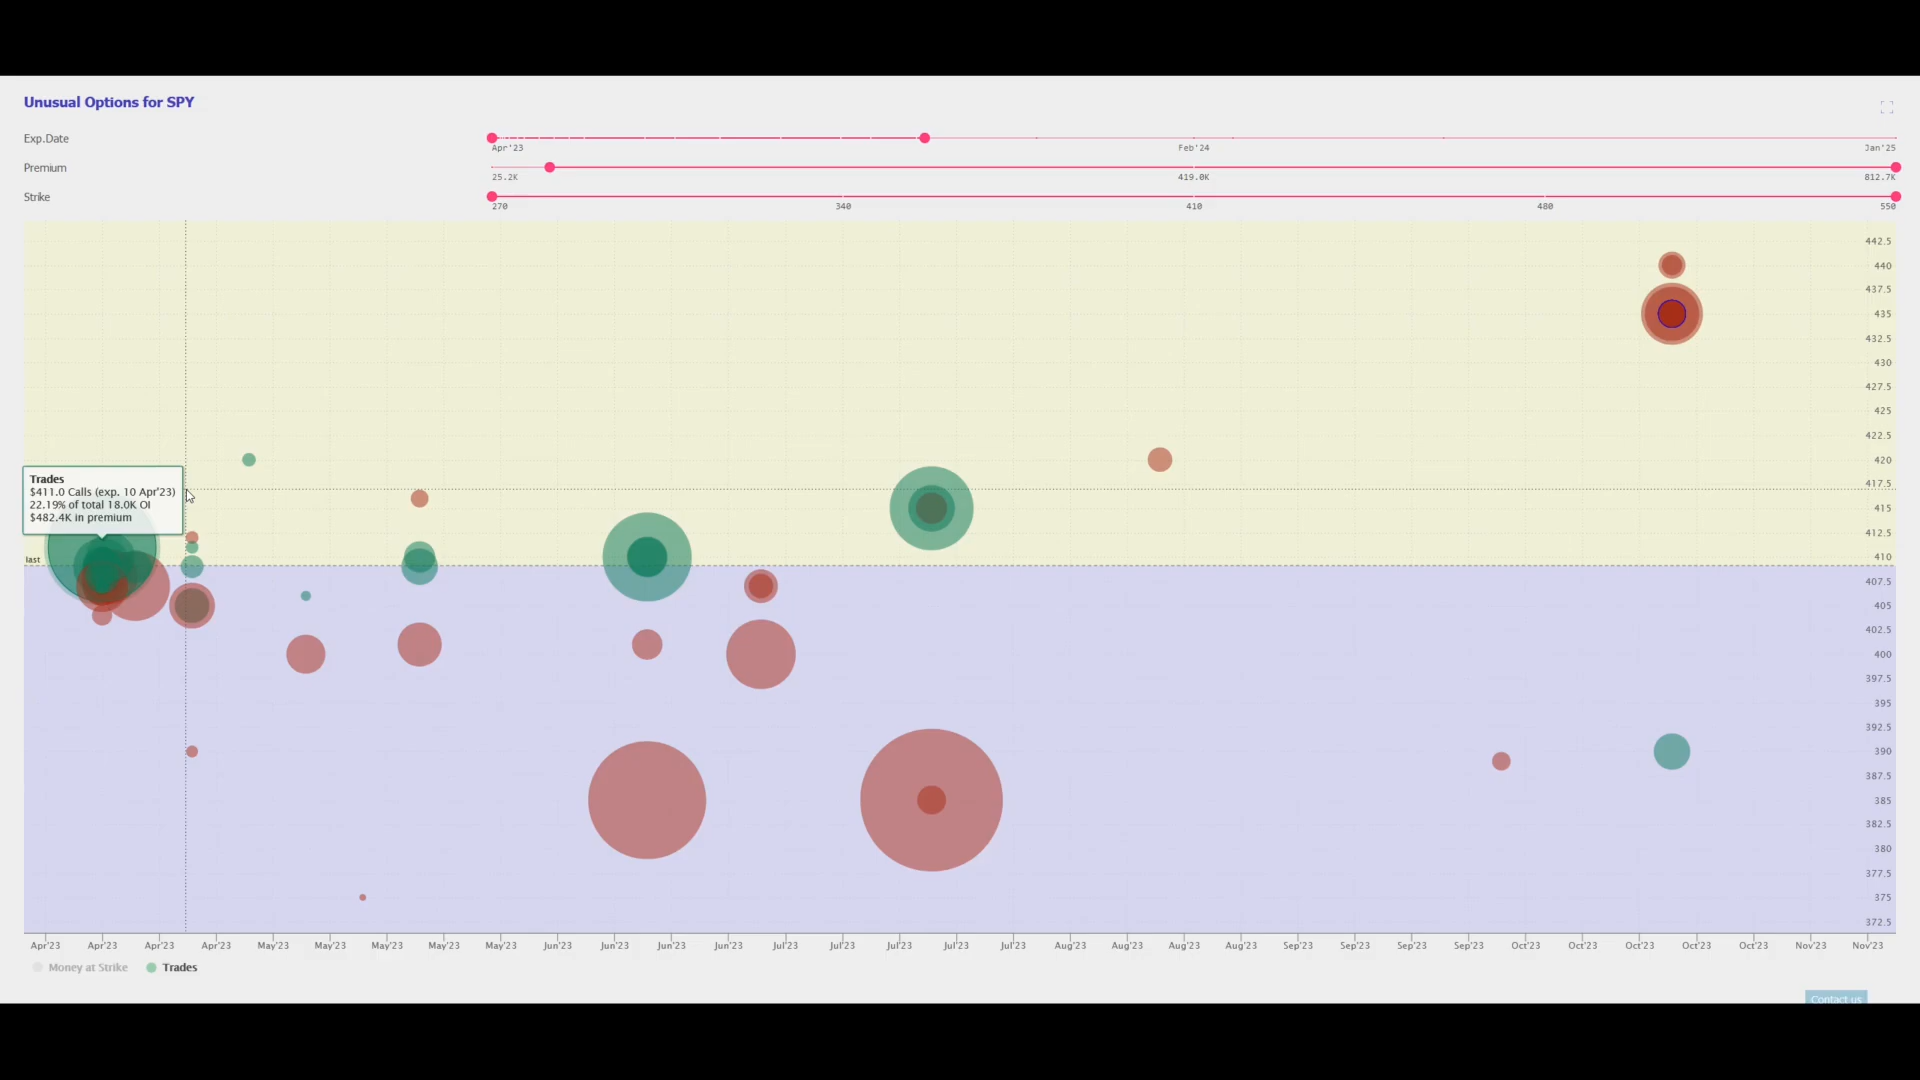 Unusual Options for SPY
Exp.Date
Apr'23 Feb'24 Jan'25
Premium
25.2K 419.0K 812.7K
Strike
270 340 410 480 550
442.5
440
437.5
435
432.5
430
427.5
425
422.5
420
417.5
415
412.5
410
407.5
405
402.5
400
397.5
395
392.5
390
387.5
385
382.5
380
377.5
375
372.5
Trades
$411.0 Calls (exp. 10 Apr'23)
22.19% of total 18.0K OI
$482.4K in premium
last
Apr'23 Apr'23 Apr'23 Apr'23 May'23 May'23 May'23 May'23 May'23 Jun'23 Jun'23 Jun'23 Jun'23 Jul'23 Jul'23 Jul'23 Jul'23 Jul'23 Aug'23 Aug'23 Aug'23 Aug'23 Sep'23 Sep'23 Sep'23 Sep'23 Oct'23 Oct'23 Oct'23 Oct'23 Oct'23 Nov'23 Nov'23
Money at Strike Trades
Contact us